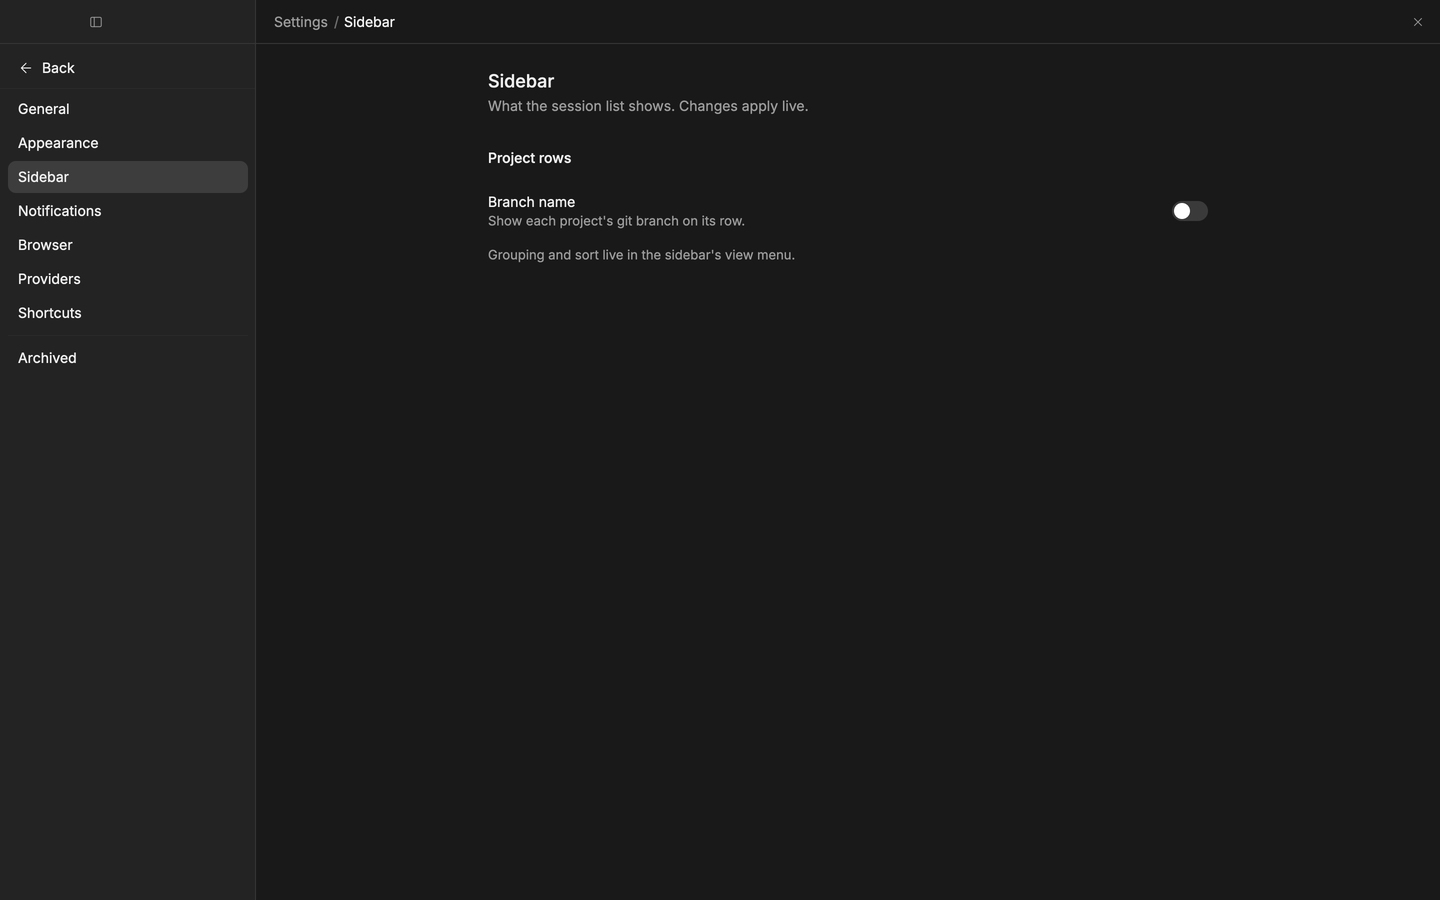 Settings / Sidebar
Back
General
Appearance
Sidebar
Notifications
Browser
Providers
Shortcuts
Archived
Sidebar
What the session list shows. Changes apply live.
Project rows
Branch name
Show each project's git branch on its row.
Grouping and sort live in the sidebar's view menu.